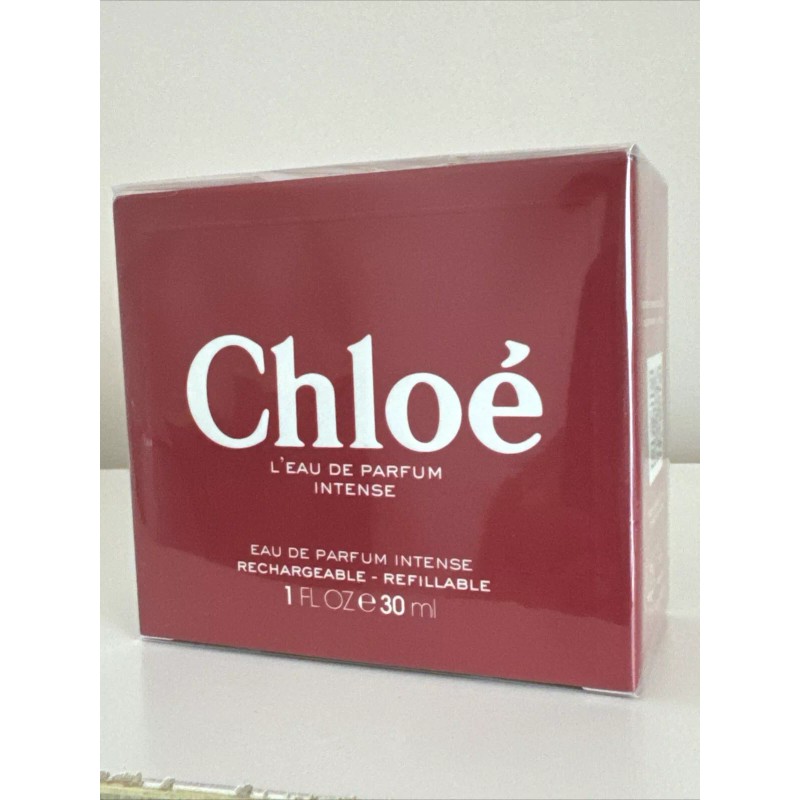 Chloé
L'EAU DE PARFUM
INTENSE
EAU DE PARFUM INTENSE
RECHARGEABLE - REFILLABLE
1 FL OZ e 30 ml